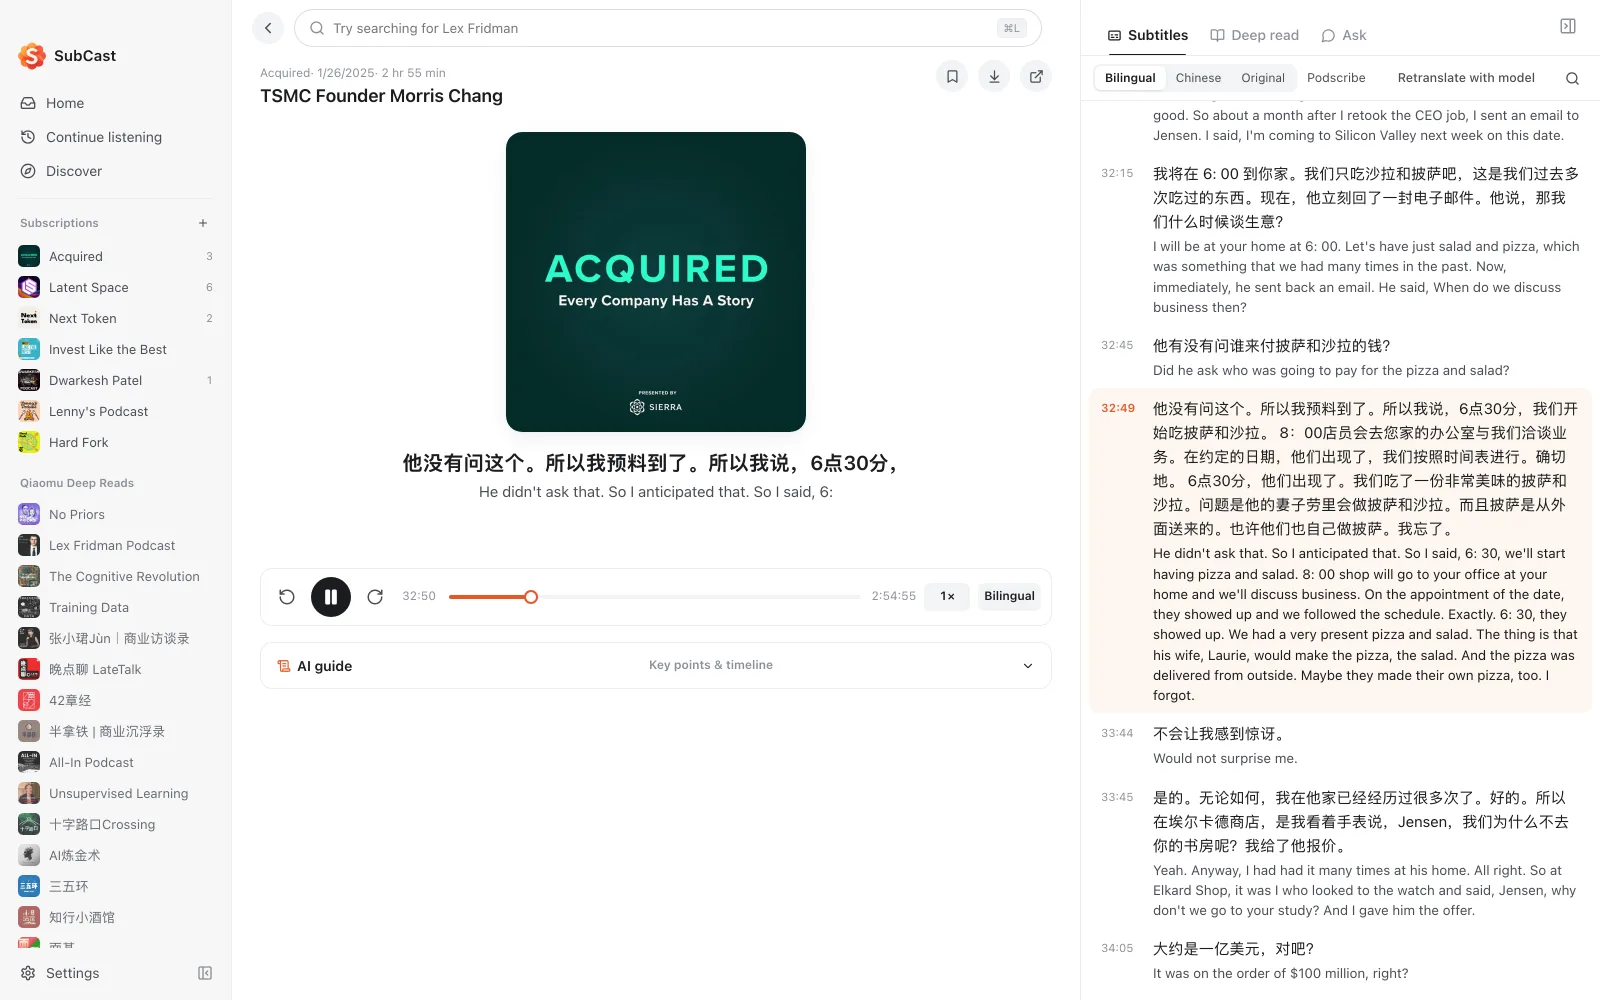 SubCast
Home
Continue listening
Discover
Subscriptions
Acquired 3
Latent Space 6
Next Token 2
Invest Like the Best
Dwarkesh Patel 1
Lenny's Podcast
Hard Fork
Qiaomu Deep Reads
No Priors
Lex Fridman Podcast
The Cognitive Revolution
Training Data
张小珺Jùn｜商业访谈录
晚点聊 LateTalk
42章经
半拿铁 | 商业沉浮录
All-In Podcast
Unsupervised Learning
十字路口Crossing
AI炼金术
三五环
知行小酒馆
Settings
Try searching for Lex Fridman ⌘L
Acquired· 1/26/2025· 2 hr 55 min
TSMC Founder Morris Chang
ACQUIRED
Every Company Has A Story
PRESENTED BY
SIERRA
他没有问这个。所以我预料到了。所以我说，6点30分，
He didn't ask that. So I anticipated that. So I said, 6:
32:50 2:54:55 1× Bilingual
AI guide Key points & timeline
Subtitles Deep read Ask
Bilingual Chinese Original Podscribe Retranslate with model
good. So about a month after I retook the CEO job, I sent an email to
Jensen. I said, I'm coming to Silicon Valley next week on this date.
32:15 我将在 6: 00 到你家。我们只吃沙拉和披萨吧，这是我们过去多
次吃过的东西。现在，他立刻回了一封电子邮件。他说，那我
们什么时候谈生意？
I will be at your home at 6: 00. Let's have just salad and pizza, which
was something that we had many times in the past. Now,
immediately, he sent back an email. He said, When do we discuss
business then?
32:45 他有没有问谁来付披萨和沙拉的钱？
Did he ask who was going to pay for the pizza and salad?
32:49 他没有问这个。所以我预料到了。所以我说，6点30分，我们开
始吃披萨和沙拉。 8：00店员会去您家的办公室与我们洽谈业
务。在约定的日期，他们出现了，我们按照时间表进行。确切
地。 6点30分，他们出现了。我们吃了一份非常美味的披萨和
沙拉。问题是他的妻子劳里会做披萨和沙拉。而且披萨是从外
面送来的。也许他们也自己做披萨。我忘了。
He didn't ask that. So I anticipated that. So I said, 6: 30, we'll start
having pizza and salad. 8: 00 shop will go to your office at your
home and we'll discuss business. On the appointment of the date,
they showed up and we followed the schedule. Exactly. 6: 30, they
showed up. We had a very present pizza and salad. The thing is that
his wife, Laurie, would make the pizza, the salad. And the pizza was
delivered from outside. Maybe they made their own pizza, too. I
forgot.
33:44 不会让我感到惊讶。
Would not surprise me.
33:45 是的。无论如何，我在他家已经经历过很多次了。好的。所以
在埃尔卡德商店，是我看着手表说，Jensen，我们为什么不去
你的书房呢？我给了他报价。
Yeah. Anyway, I had had it many times at his home. All right. So at
Elkard Shop, it was I who looked to the watch and said, Jensen, why
don't we go to your study? And I gave him the offer.
34:05 大约是一亿美元，对吧？
It was on the order of $100 million, right?